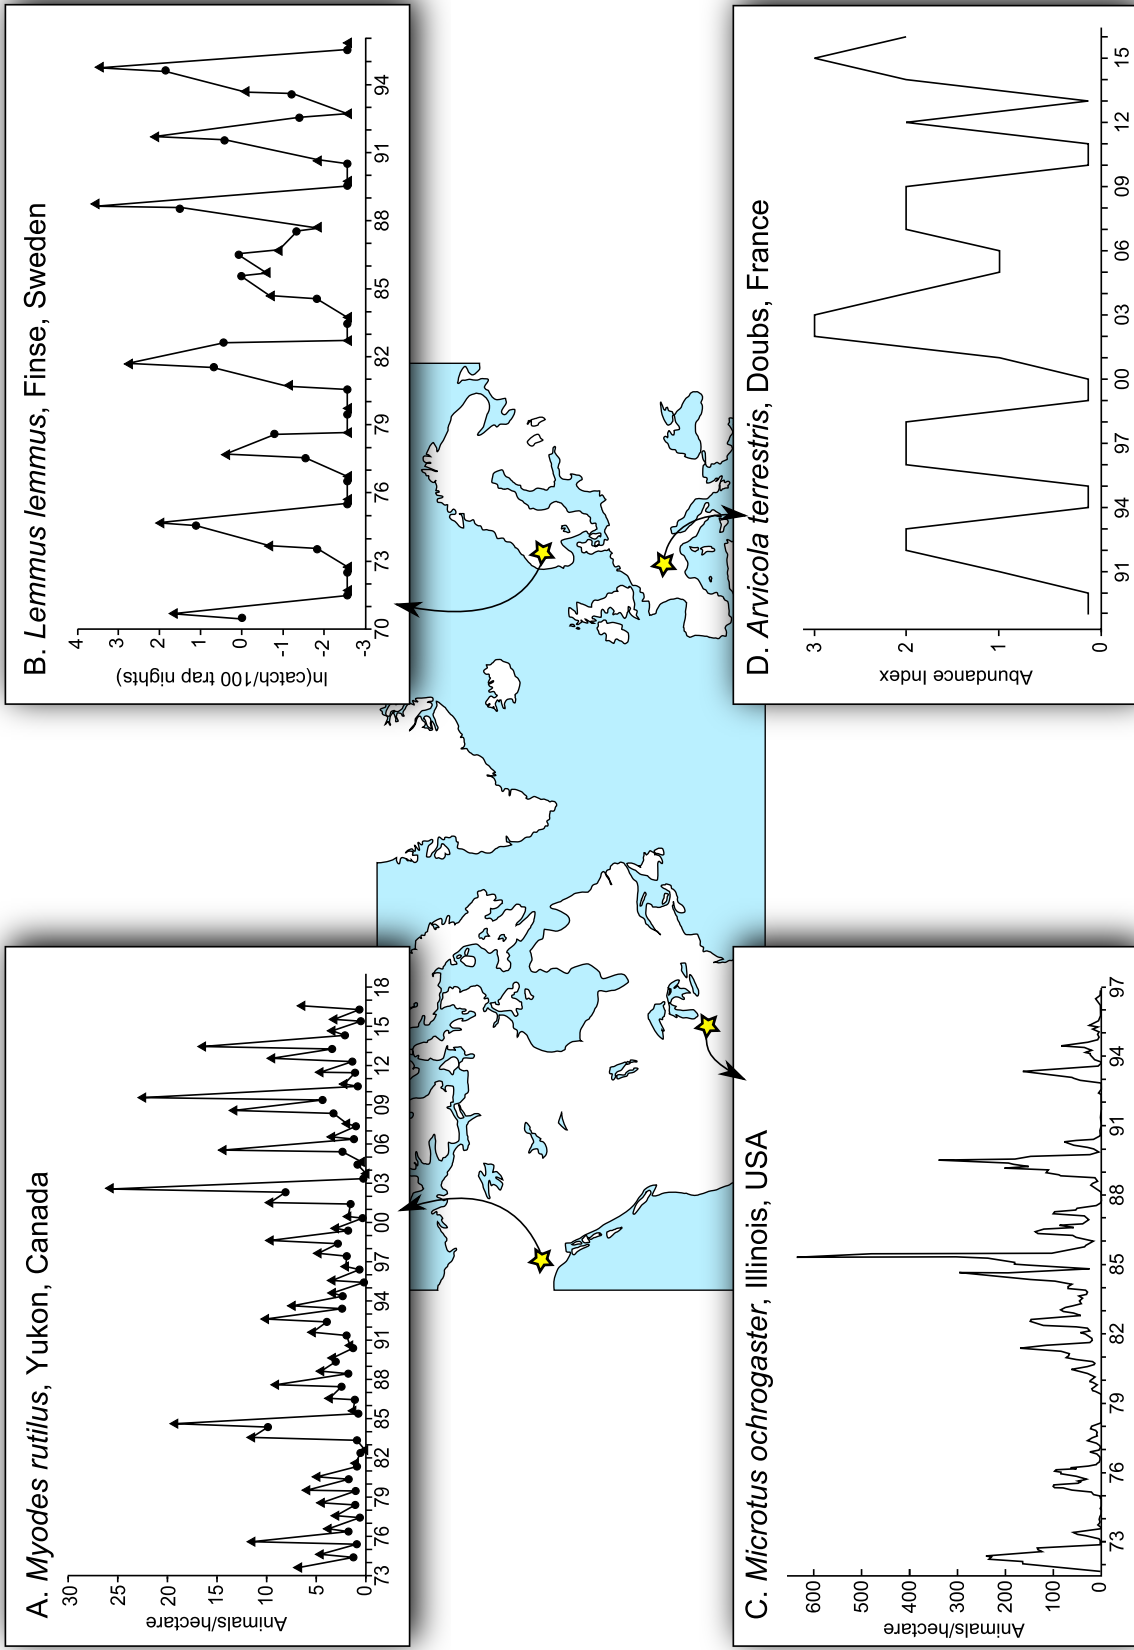 A. Myodes rutilus, Yukon, Canada
Animals/hectare
30
25
20
15
10
5
0
73 76 79 82 85 88 91 94 97 00 03 06 09 12 15 18
B. Lemmus lemmus, Finse, Sweden
ln(catch/100 trap nights)
4
3
2
1
0
-1
-2
-3
70 73 76 79 82 85 88 91 94
C. Microtus ochrogaster, Illinois, USA
Animals/hectare
600
500
400
300
200
100
0
73 76 79 82 85 88 91 94 97
D. Arvicola terrestris, Doubs, France
Abundance Index
3
2
1
0
91 94 97 00 03 06 09 12 15